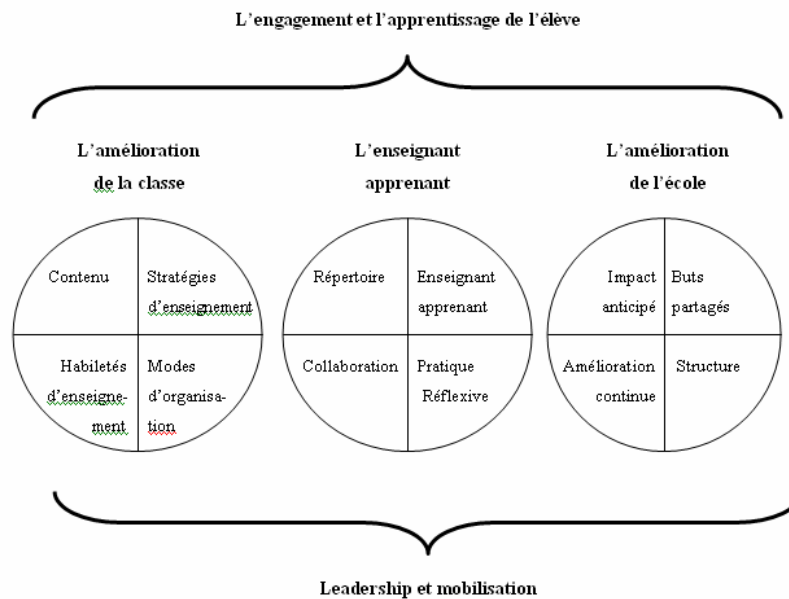 L'engagement et l'apprentissage de l'élève
L'amélioration
de la classe
L'enseignant
apprenant
L'amélioration
de l'école
Contenu
Stratégies
d'enseignement
Habiletés
d'enseigne-
ment
Modes
d'organisa-
tion
Répertoire
Enseignant
apprenant
Collaboration
Pratique
Réflexive
Impact
anticipé
Buts
partagés
Amélioration
continue
Structure
Leadership et mobilisation